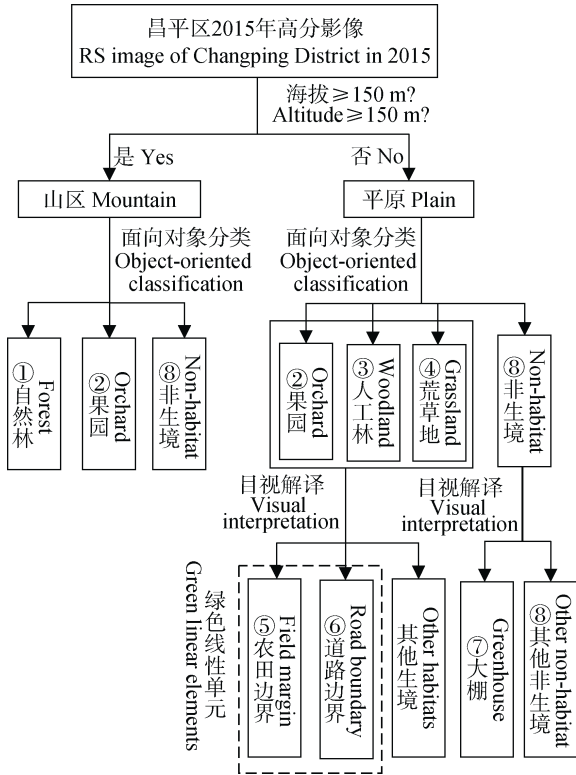 昌平区2015年高分影像
RS image of Changping District in 2015
海拔≥150 m?
Altitude≥150 m?
是 Yes
否 No
山区 Mountain
平原 Plain
面向对象分类
Object-oriented
classification
面向对象分类
Object-oriented
classification
Forest
①自然林
Orchard
②果园
Non-habitat
⑧非生境
Orchard
②果园
Woodland
③人工林
Grassland
④荒草地
Non-habitat
⑧非生境
目视解译
Visual
interpretation
目视解译
Visual
interpretation
绿色线性单元
Green linear elements
Field margin
⑤农田边界
Road boundary
⑥道路边界
Other habitats
其他生境
Greenhouse
⑦大棚
Other non-habitat
⑧其他非生境